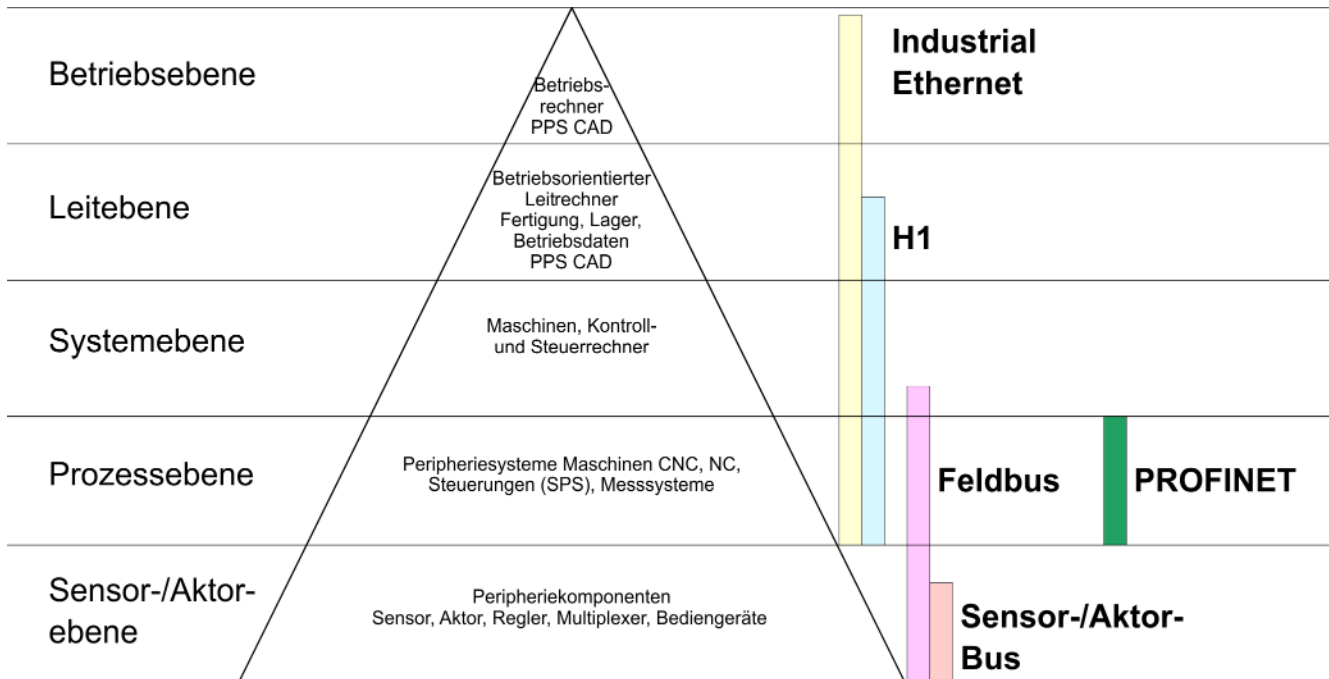 Betriebsebene
Betriebs-
rechner
PPS CAD
Industrial
Ethernet
Leitebene
Betriebsorientierter
Leitrechner
Fertigung, Lager,
Betriebsdaten
PPS CAD
H1
Systemebene
Maschinen, Kontroll-
und Steuerrechner
Prozessebene
Peripheriesysteme Maschinen CNC, NC,
Steuerungen (SPS), Messsysteme
Feldbus
PROFINET
Sensor-/Aktor-
ebene
Peripheriekomponenten
Sensor, Aktor, Regler, Multiplexer, Bediengeräte
Sensor-/Aktor-
Bus